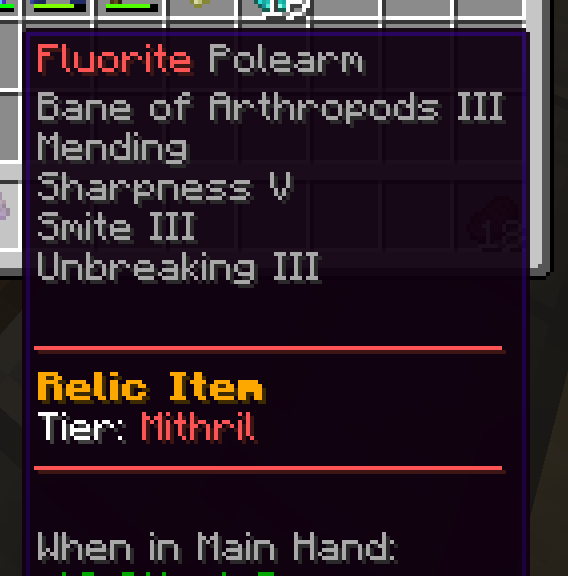 Fluorite Polearm
Bane of Arthropods III
Mending
Sharpness V
Smite III
Unbreaking III
Relic Item
Tier: Mithril
When in Main Hand:
18